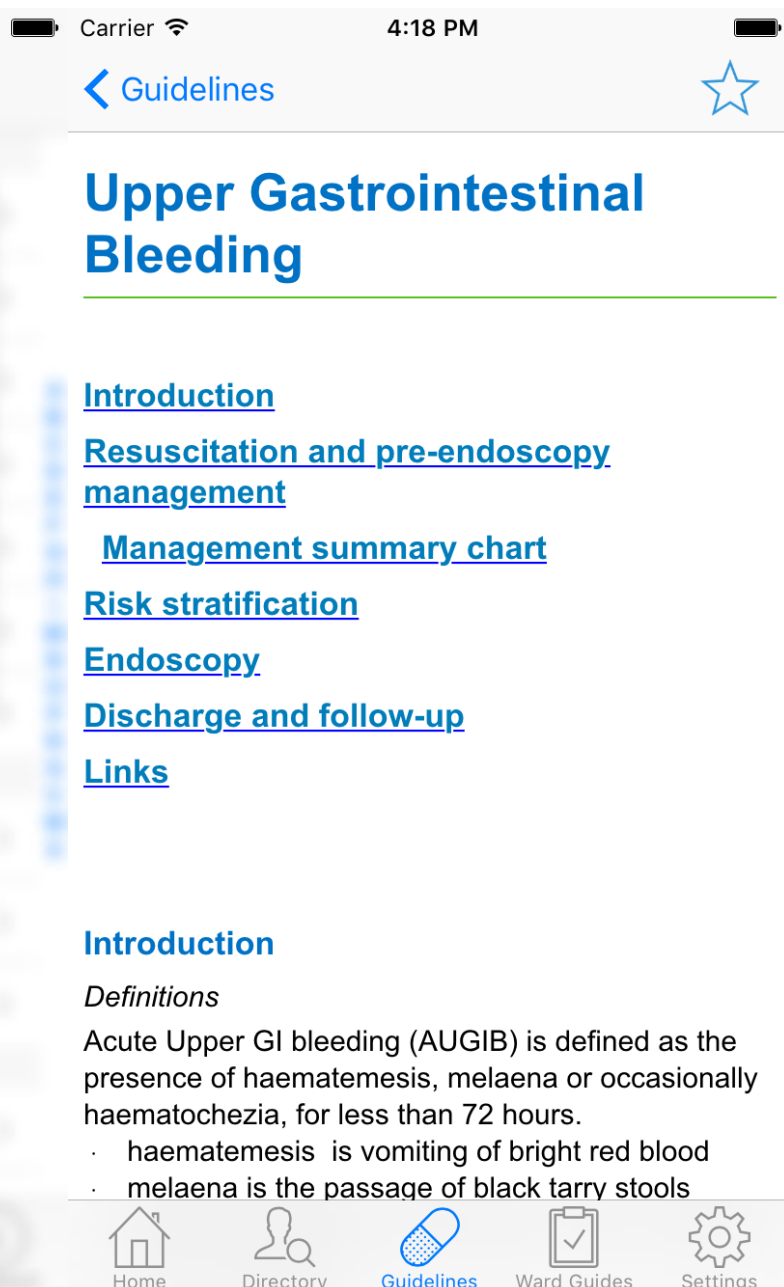 Carrier 4:18 PM
Guidelines
Upper Gastrointestinal
Bleeding
Introduction
Resuscitation and pre-endoscopy
management
Management summary chart
Risk stratification
Endoscopy
Discharge and follow-up
Links
Introduction
Definitions
Acute Upper GI bleeding (AUGIB) is defined as the
presence of haematemesis, melaena or occasionally
haematochezia, for less than 72 hours.
· haematemesis  is vomiting of bright red blood
· melaena is the passage of black tarry stools
Home Directory Guidelines Ward Guides Settings